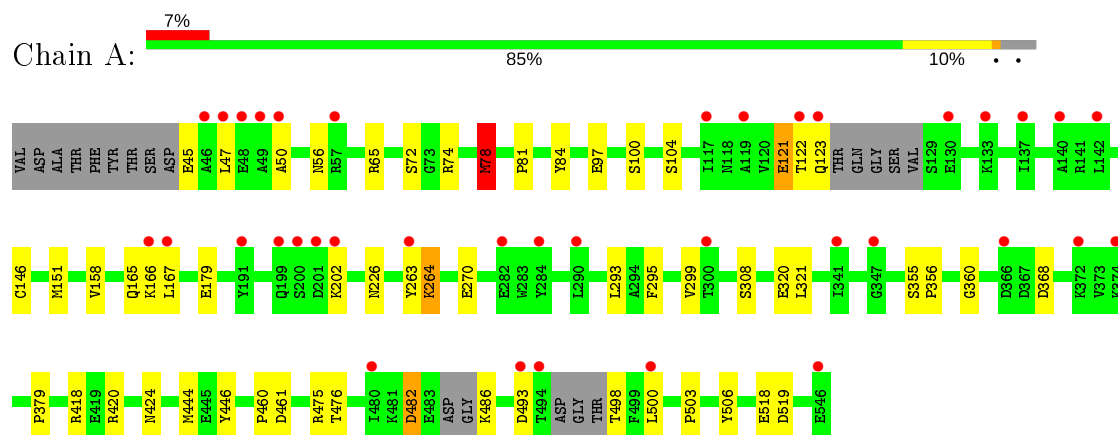 7%
Chain A:
85% 10% • •
VAL ASP ALA THR PHE TYR THR SER ASP E45 A46 L47 E48 A49 A50 N56 R57 R65 S72 G73 R74 M78 P81 Y84 E97 S100 S104 I117 N118 A119 V120 E121 T122 Q123 THR GLN GLY SER VAL S129 E130 K133 I137 A140 R141 L142
C146 M151 V158 Q165 K166 L167 E179 Y191 Q199 S200 D201 K202 N226 Y263 K264 E270 E282 W283 Y284 L290 L293 A294 F295 V299 T300 S308 E320 L321 I341 G347 S355 P356 G360 D366 D367 D368 K372 V373 K374
P379 R418 E419 R420 N424 M444 E445 Y446 P460 D461 R475 T476 I480 K481 D482 E483 ASP GLY K486 D493 T494 ASP GLY THR T498 F499 L500 P503 Y506 E518 D519 E546